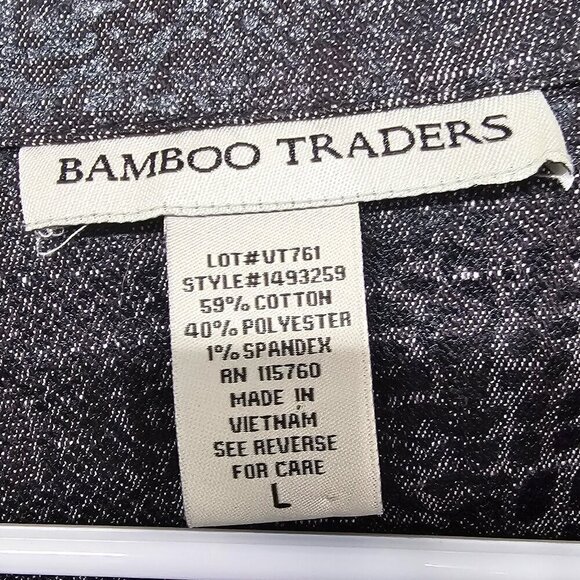 BAMBOO TRADERS
LOT#VT761
STYLE#1493259
59% COTTON
40% POLYESTER
1% SPANDEX
RN 115760
MADE IN
VIETNAM
SEE REVERSE
FOR CARE
L